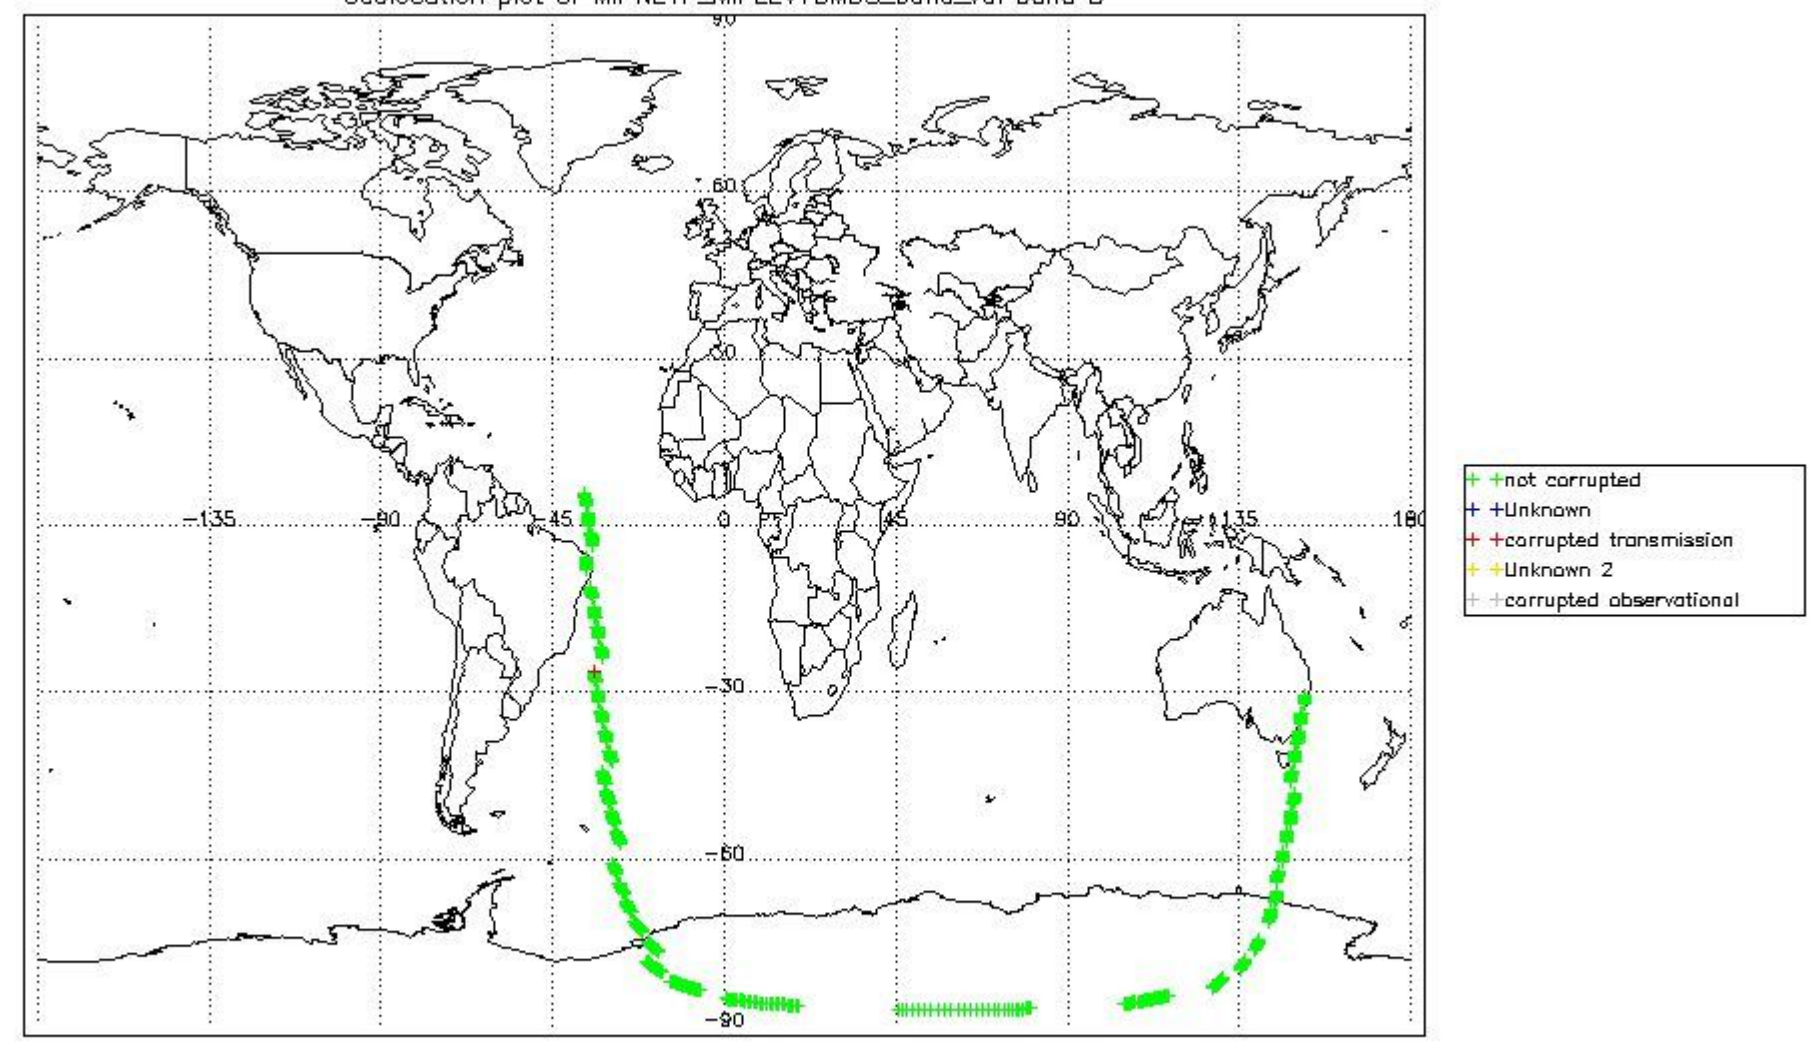 90
60
30
-135
-90
-45
0
45
90
135
180
-30
-60
-90
not corrupted
Unknown
corrupted transmission
Unknown 2
corrupted observational